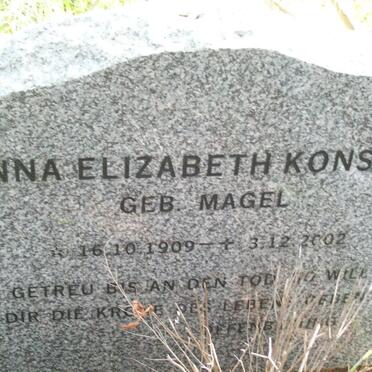 NNA ELIZABETH KONS
GEB. MAGEL
☆ 16.10.1909 — ✝ 3.12.2002
GETREU BIS AN DEN TOD SO WILL
DIR DIE KRONE DES LEBENS GEBEN
OFFENB.